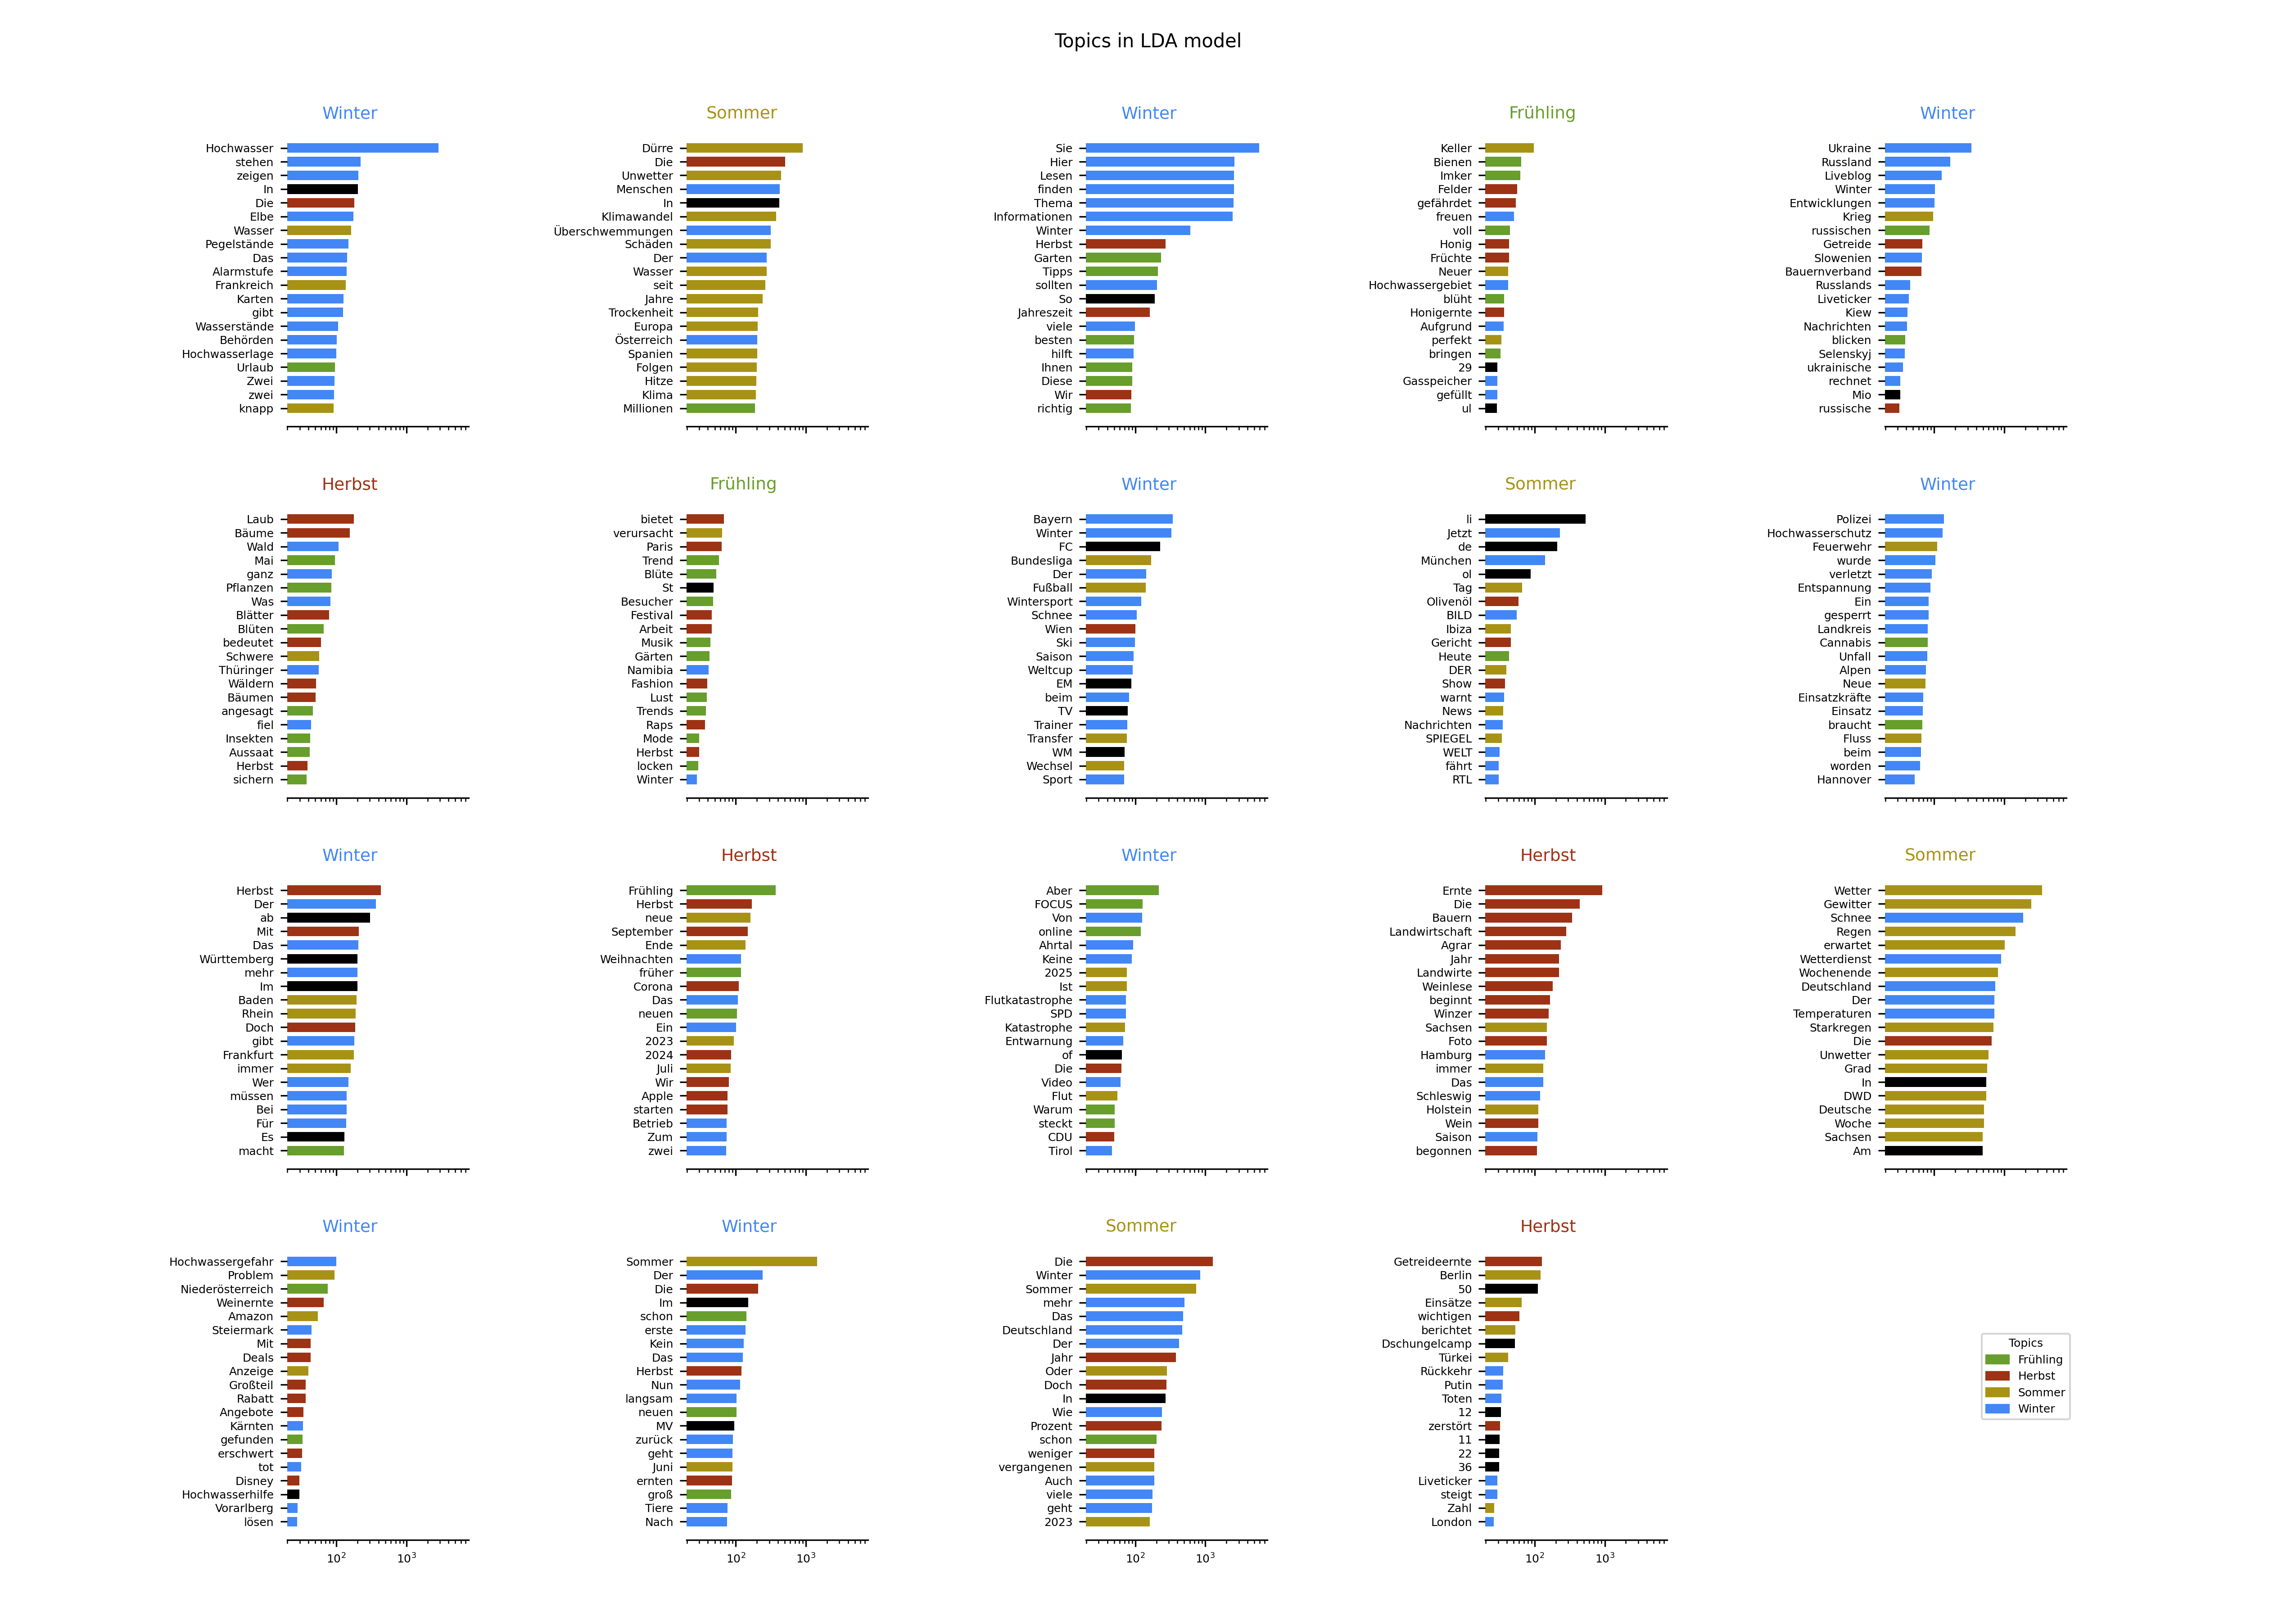 Topics in LDA model
Winter
Hochwasser
stehen
zeigen
In
Die
Elbe
Wasser
Pegelstände
Das
Alarmstufe
Frankreich
Karten
gibt
Wasserstände
Behörden
Hochwasserlage
Urlaub
Zwei
zwei
knapp
Sommer
Dürre
Die
Unwetter
Menschen
In
Klimawandel
Überschwemmungen
Schäden
Der
Wasser
seit
Jahre
Trockenheit
Europa
Österreich
Spanien
Folgen
Hitze
Klima
Millionen
Winter
Sie
Hier
Lesen
finden
Thema
Informationen
Winter
Herbst
Garten
Tipps
sollten
So
Jahreszeit
viele
besten
hilft
Ihnen
Diese
Wir
richtig
Frühling
Keller
Bienen
Imker
Felder
gefährdet
freuen
voll
Honig
Früchte
Neuer
Hochwassergebiet
blüht
Honigernte
Aufgrund
perfekt
bringen
29
Gasspeicher
gefüllt
ul
Winter
Ukraine
Russland
Liveblog
Winter
Entwicklungen
Krieg
russischen
Getreide
Slowenien
Bauernverband
Russlands
Liveticker
Kiew
Nachrichten
blicken
Selenskyj
ukrainische
rechnet
Mio
russische
Herbst
Laub
Bäume
Wald
Mai
ganz
Pflanzen
Was
Blätter
Blüten
bedeutet
Schwere
Thüringer
Wäldern
Bäumen
angesagt
fiel
Insekten
Aussaat
Herbst
sichern
Frühling
bietet
verursacht
Paris
Trend
Blüte
St
Besucher
Festival
Arbeit
Musik
Gärten
Namibia
Fashion
Lust
Trends
Raps
Mode
Herbst
locken
Winter
Winter
Bayern
Winter
FC
Bundesliga
Der
Fußball
Wintersport
Schnee
Wien
Ski
Saison
Weltcup
EM
beim
TV
Trainer
Transfer
WM
Wechsel
Sport
Sommer
li
Jetzt
de
München
ol
Tag
Olivenöl
BILD
Ibiza
Gericht
Heute
DER
Show
warnt
News
Nachrichten
SPIEGEL
WELT
fährt
RTL
Winter
Polizei
Hochwasserschutz
Feuerwehr
wurde
verletzt
Entspannung
Ein
gesperrt
Landkreis
Cannabis
Unfall
Alpen
Neue
Einsatzkräfte
Einsatz
braucht
Fluss
beim
worden
Hannover
Winter
Herbst
Der
ab
Mit
Das
Württemberg
mehr
Im
Baden
Rhein
Doch
gibt
Frankfurt
immer
Wer
müssen
Bei
Für
Es
macht
Herbst
Frühling
Herbst
neue
September
Ende
Weihnachten
früher
Corona
Das
neuen
Ein
2023
2024
Juli
Wir
Apple
starten
Betrieb
Zum
zwei
Winter
Aber
FOCUS
Von
online
Ahrtal
Keine
2025
Ist
Flutkatastrophe
SPD
Katastrophe
Entwarnung
of
Die
Video
Flut
Warum
steckt
CDU
Tirol
Herbst
Ernte
Die
Bauern
Landwirtschaft
Agrar
Jahr
Landwirte
Weinlese
beginnt
Winzer
Sachsen
Foto
Hamburg
immer
Das
Schleswig
Holstein
Wein
Saison
begonnen
Sommer
Wetter
Gewitter
Schnee
Regen
erwartet
Wetterdienst
Wochenende
Deutschland
Der
Temperaturen
Starkregen
Die
Unwetter
Grad
In
DWD
Deutsche
Woche
Sachsen
Am
Winter
Hochwassergefahr
Problem
Niederösterreich
Weinernte
Amazon
Steiermark
Mit
Deals
Anzeige
Großteil
Rabatt
Angebote
Kärnten
gefunden
erschwert
tot
Disney
Hochwasserhilfe
Vorarlberg
lösen
10² 10³
Winter
Sommer
Der
Die
Im
schon
erste
Kein
Das
Herbst
Nun
langsam
neuen
MV
zurück
geht
Juni
ernten
groß
Tiere
Nach
10² 10³
Sommer
Die
Winter
Sommer
mehr
Das
Deutschland
Der
Jahr
Oder
Doch
In
Wie
Prozent
schon
weniger
vergangenen
Auch
viele
geht
2023
10² 10³
Herbst
Getreideernte
Berlin
50
Einsätze
wichtigen
berichtet
Dschungelcamp
Türkei
Rückkehr
Putin
Toten
12
zerstört
11
22
36
Liveticker
steigt
Zahl
London
10² 10³
Topics
Frühling
Herbst
Sommer
Winter